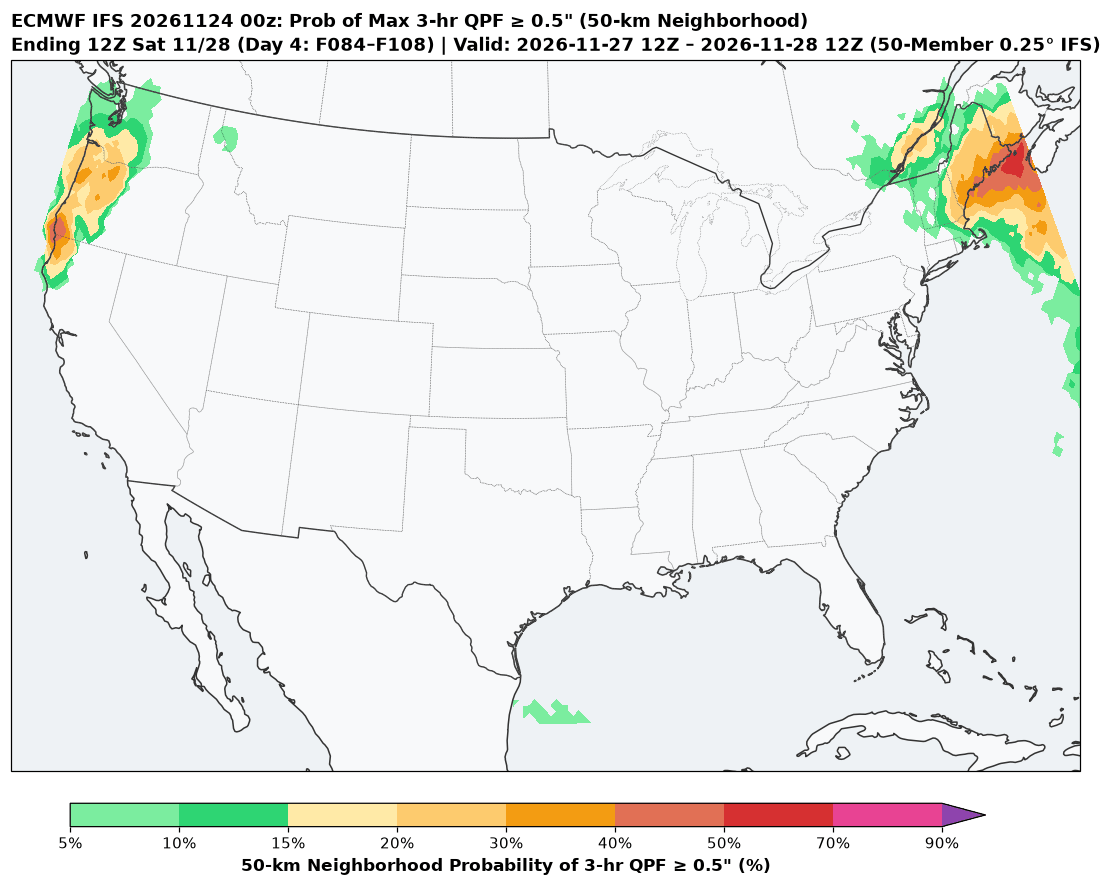 ECMWF IFS 20261124 00z: Prob of Max 3-hr QPF ≥ 0.5" (50-km Neighborhood)
Ending 12Z Sat 11/28 (Day 4: F084–F108) | Valid: 2026-11-27 12Z – 2026-11-28 12Z (50-Member 0.25° IFS)
5% 10% 15% 20% 30% 40% 50% 70% 90%
50-km Neighborhood Probability of 3-hr QPF ≥ 0.5" (%)